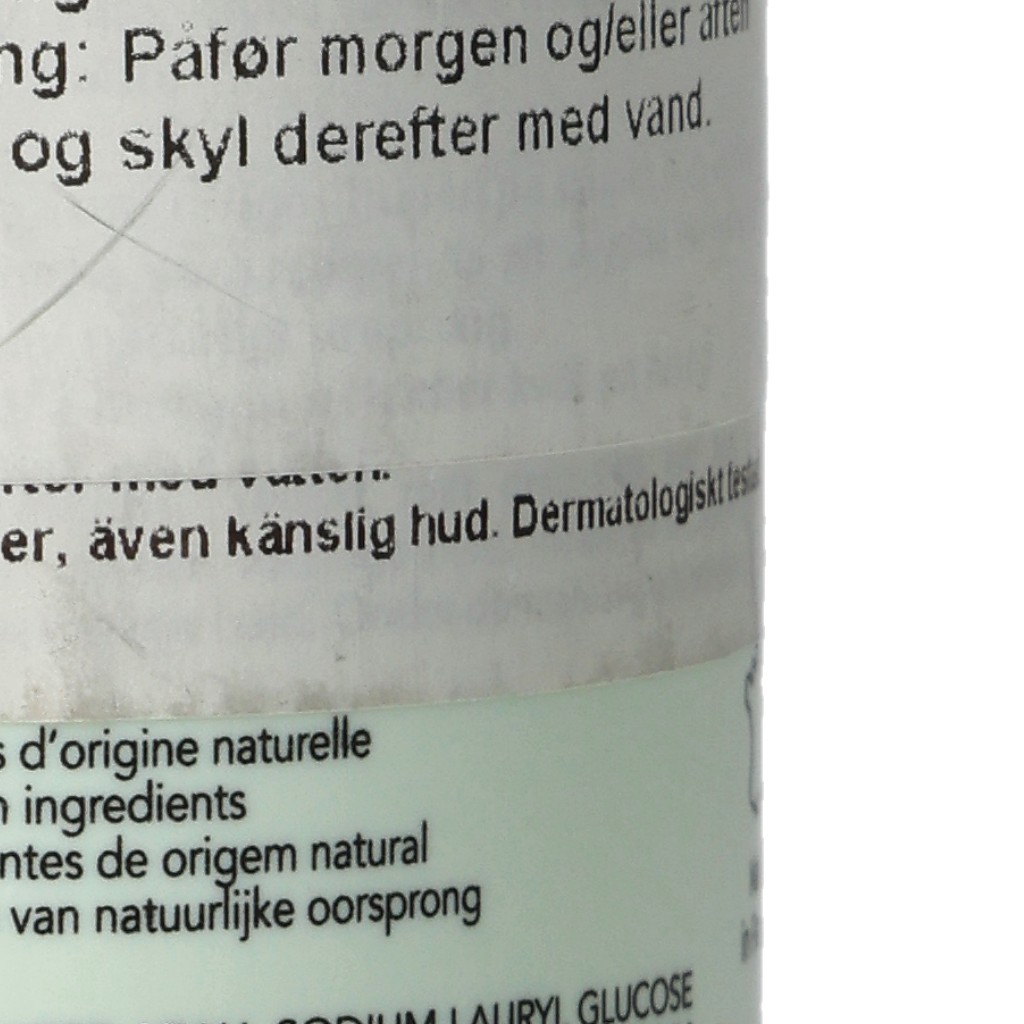 ng: Påfør morgen og/eller aften
og skyl derefter med vand.
er, även känslig hud. Dermatologiskt
s d'origine naturelle
n ingredients
ntes de origem natural
van natuurlijke oorsprong
SODIUM LAURYL GLUCOSE